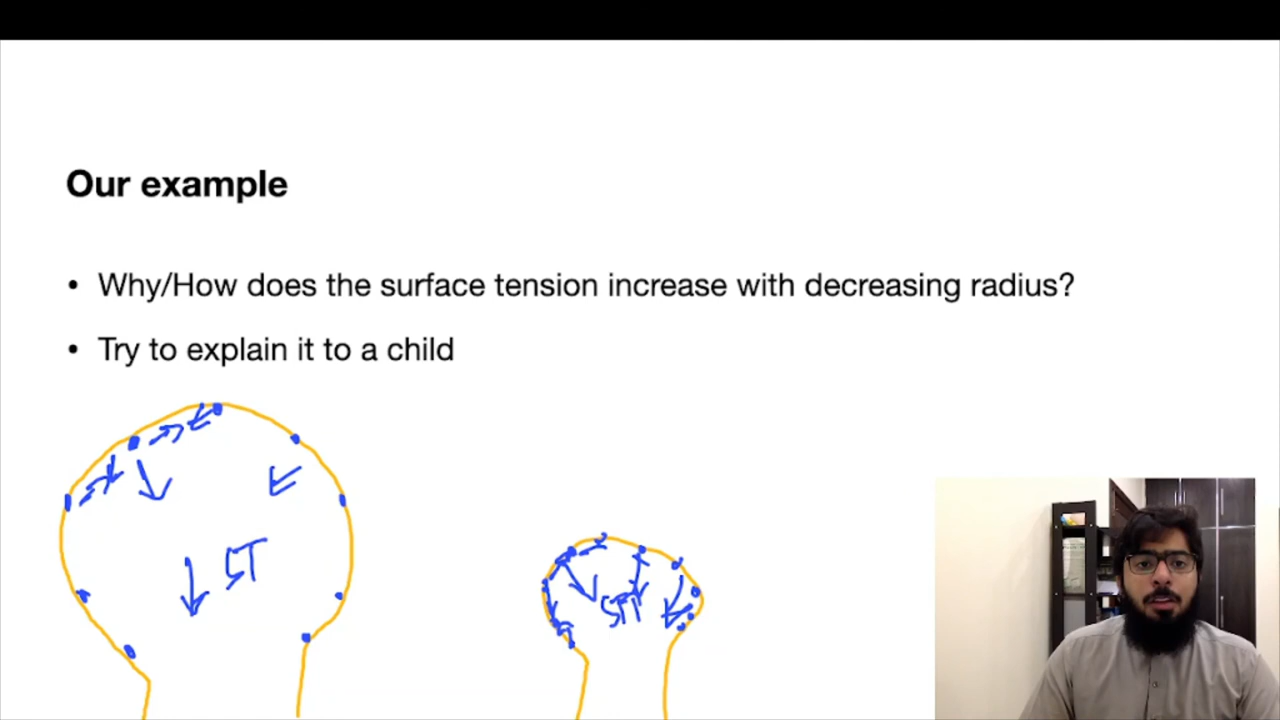 Our example
• Why/How does the surface tension increase with decreasing radius?
• Try to explain it to a child
↓ ST
ST↑